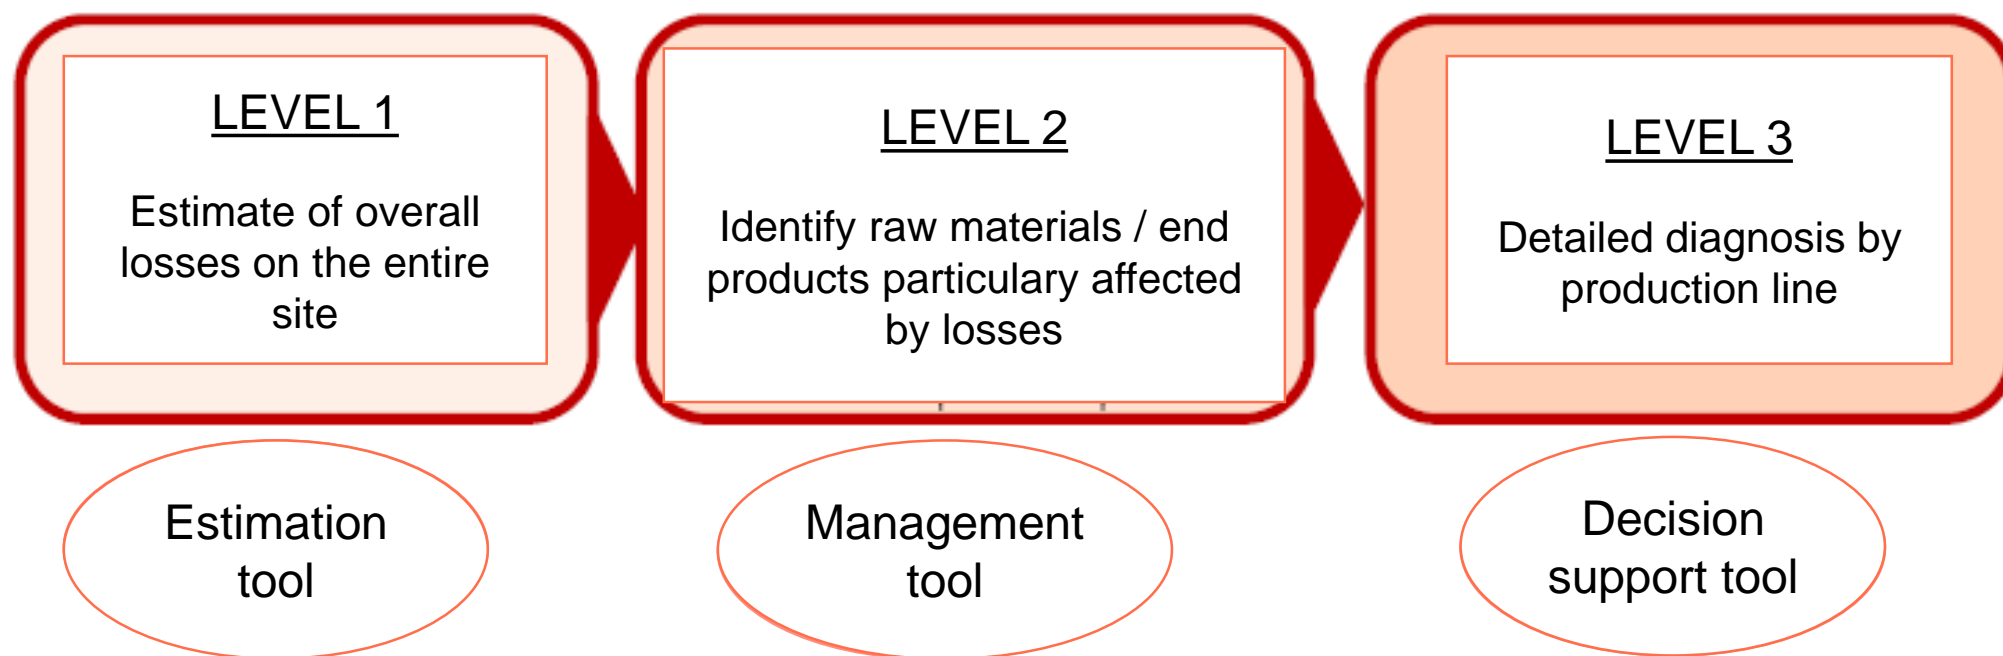 LEVEL 1
Estimate of overall
losses on the entire
site
LEVEL 2
Identify raw materials / end
products particulary affected
by losses
LEVEL 3
Detailed diagnosis by
production line
Estimation
tool
Management
tool
Decision
support tool